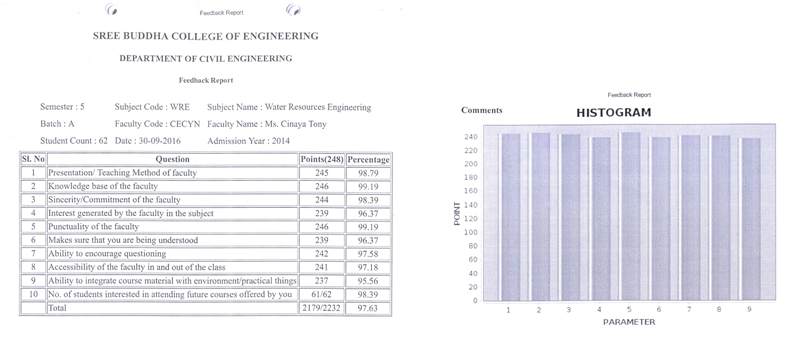 Feedback Report
SREE BUDDHA COLLEGE OF ENGINEERING
DEPARTMENT OF CIVIL ENGINEERING
Feedback Report
Semester : 5 Subject Code : WRE Subject Name : Water Resources Engineering
Batch : A Faculty Code : CECYN Faculty Name : Ms. Cinaya Tony
Student Count : 62 Date : 30-09-2016 Admission Year : 2014
Sl. No Question Points(248) Percentage
1 Presentation/ Teaching Method of faculty 245 98.79
2 Knowledge base of the faculty 246 99.19
3 Sincerity/Commitment of the faculty 244 98.39
4 Interest generated by the faculty in the subject 239 96.37
5 Punctuality of the faculty 246 99.19
6 Makes sure that you are being understood 239 96.37
7 Ability to encourage questioning 242 97.58
8 Accessibility of the faculty in and out of the class 241 97.18
9 Ability to integrate course material with environment/practical things 237 95.56
10 No. of students interested in attending future courses offered by you 61/62 98.39
Total 2179/2232 97.63
Feedback Report
Comments
HISTOGRAM
240
220
200
180
160
140
120
100
80
60
40
20
0
POINT
1 2 3 4 5 6 7 8 9
PARAMETER